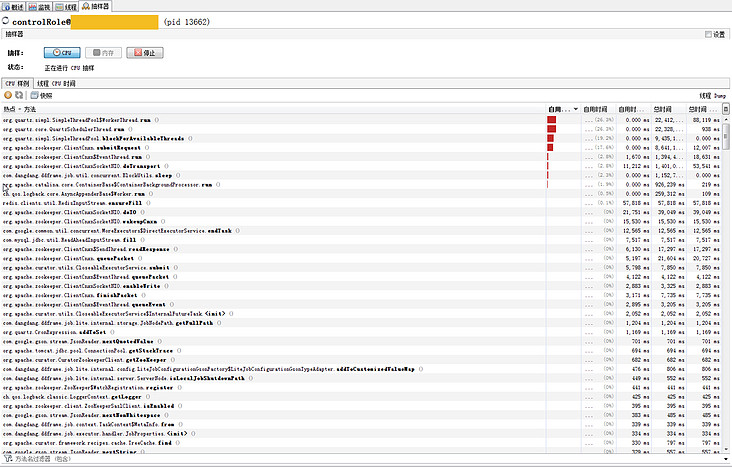 概述 监视 线程 抽样器
controlRole@ (pid 13662)
抽样器 设置
抽样： CPU 内存 停止
状态： 正在进行 CPU 抽样
CPU 样例 线程 CPU 时间
快照 线程 Dump
热点 - 方法 自用... 自用时间 自用时... 总时间 总时间 ...
org.quartz.simpl.SimpleThreadPool$WorkerThread.run () ... (26.3%) 0.000 ms 22,412,... 88,119 ms
org.quartz.core.QuartzSchedulerThread.run () 0.000 ms 22,328,... 938 ms
org.quartz.simpl.SimpleThreadPool.blockForAvailableThreads () 0.000 ms 9,435,1... 0.000 ms
org.apache.zookeeper.ClientCnxn.submitRequest () 0.000 ms 8,641,1... 12,007 ms
org.apache.zookeeper.ClientCnxn$EventThread.run () 1,670 ms 1,394,4... 18,631 ms
org.apache.zookeeper.ClientCnxnSocketNIO.doTransport () 11,212 ms 1,401,0... 53,541 ms
com.dangdang.ddframe.job.util.concurrent.BlockUtils.sleep () 0.000 ms 1,152,7... 0.000 ms
org.apache.catalina.core.ContainerBase$ContainerBackgroundProcessor.run () 0.000 ms 926,239 ms 219 ms
ch.qos.logback.core.AsyncAppenderBase$Worker.run () 0.000 ms 259,312 ms 109 ms
redis.clients.util.RedisInputStream.ensureFill () ... (0.1%) 57,818 ms 57,818 ms 57,818 ms
org.apache.zookeeper.ClientCnxnSocketNIO.doIO () ... (0%) 21,751 ms 39,049 ms 39,049 ms
org.apache.zookeeper.ClientCnxnSocketNIO.wakeupCnxn () ... (0%) 15,530 ms 15,530 ms 15,530 ms
com.google.common.util.concurrent.MoreExecutors$DirectExecutorService.endTask () ... (0%) 12,565 ms 12,565 ms 12,565 ms
com.mysql.jdbc.util.ReadAheadInputStream.fill () ... (0%) 7,517 ms 7,517 ms 7,517 ms
org.apache.zookeeper.ClientCnxn$SendThread.readResponse () ... (0%) 6,130 ms 17,297 ms 17,297 ms
org.apache.zookeeper.ClientCnxn.queuePacket () ... (0%) 5,197 ms 21,604 ms 20,727 ms
org.apache.curator.utils.CloseableExecutorService.submit () ... (0%) 5,798 ms 7,850 ms 7,850 ms
org.apache.zookeeper.ClientCnxn$EventThread.queuePacket () ... (0%) 4,122 ms 4,122 ms 4,122 ms
org.apache.zookeeper.ClientCnxnSocketNIO.enableWrite () ... (0%) 2,883 ms 3,325 ms 3,325 ms
org.apache.zookeeper.ClientCnxn.finishPacket () ... (0%) 3,171 ms 7,735 ms 7,735 ms
org.apache.zookeeper.ClientCnxn$EventThread.queueEvent () ... (0%) 2,895 ms 3,205 ms 3,205 ms
org.apache.curator.utils.CloseableExecutorService$InternalFutureTask.<init> () ... (0%) 2,052 ms 2,052 ms 2,052 ms
com.dangdang.ddframe.job.lite.internal.storage.JobNodePath.getFullPath () ... (0%) 1,204 ms 1,204 ms 1,204 ms
org.quartz.CronExpression.addToSet () ... (0%) 1,169 ms 1,169 ms 1,169 ms
com.google.gson.stream.JsonReader.nextQuotedValue () ... (0%) 701 ms 701 ms 701 ms
org.apache.tomcat.jdbc.pool.ConnectionPool.getStackTrace () ... (0%) 694 ms 694 ms 694 ms
org.apache.curator.CuratorZookeeperClient.getZooKeeper () ... (0%) 682 ms 682 ms 682 ms
com.dangdang.ddframe.job.lite.internal.config.LiteJobConfigurationGsonFactory$LiteJobConfigurationGsonTypeAdapter.addToCustomizedValueMap () ... (0%) 476 ms 806 ms 806 ms
com.dangdang.ddframe.job.lite.internal.server.ServerNode.isLocalJobShutdownPath () ... (0%) 449 ms 552 ms 552 ms
org.apache.zookeeper.ZooKeeper$WatchRegistration.register () ... (0%) 441 ms 441 ms 441 ms
ch.qos.logback.classic.LoggerContext.getLogger () ... (0%) 425 ms 425 ms 425 ms
org.apache.zookeeper.client.ZooKeeperSaslClient.isEnabled () ... (0%) 395 ms 395 ms 395 ms
com.google.gson.stream.JsonReader.nextNonWhitespace () ... (0%) 383 ms 485 ms 485 ms
com.dangdang.ddframe.job.context.TaskContext$MetaInfo.from () ... (0%) 339 ms 339 ms 339 ms
com.dangdang.ddframe.job.executor.handler.JobProperties.<init> () ... (0%) 334 ms 334 ms 334 ms
org.apache.curator.framework.recipes.cache.TreeCache.find () ... (0%) 330 ms 797 ms 797 ms
com.google.gson.stream.JsonReader.nextString ()
方法名过滤器 (包含)